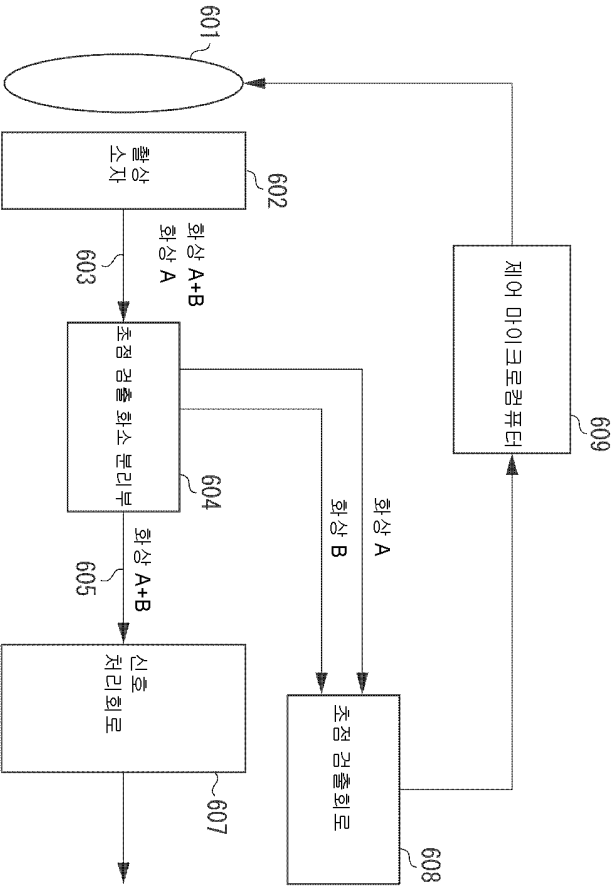 609
제어 마이크로컴퓨터
608
화상 A
화상 B
초점 검출회로
601
602
604
607
촬상
소자
화상 A+B
화상 A
603
초점 검출 화소 분리부
화상 A+B
605
신호
처리회로